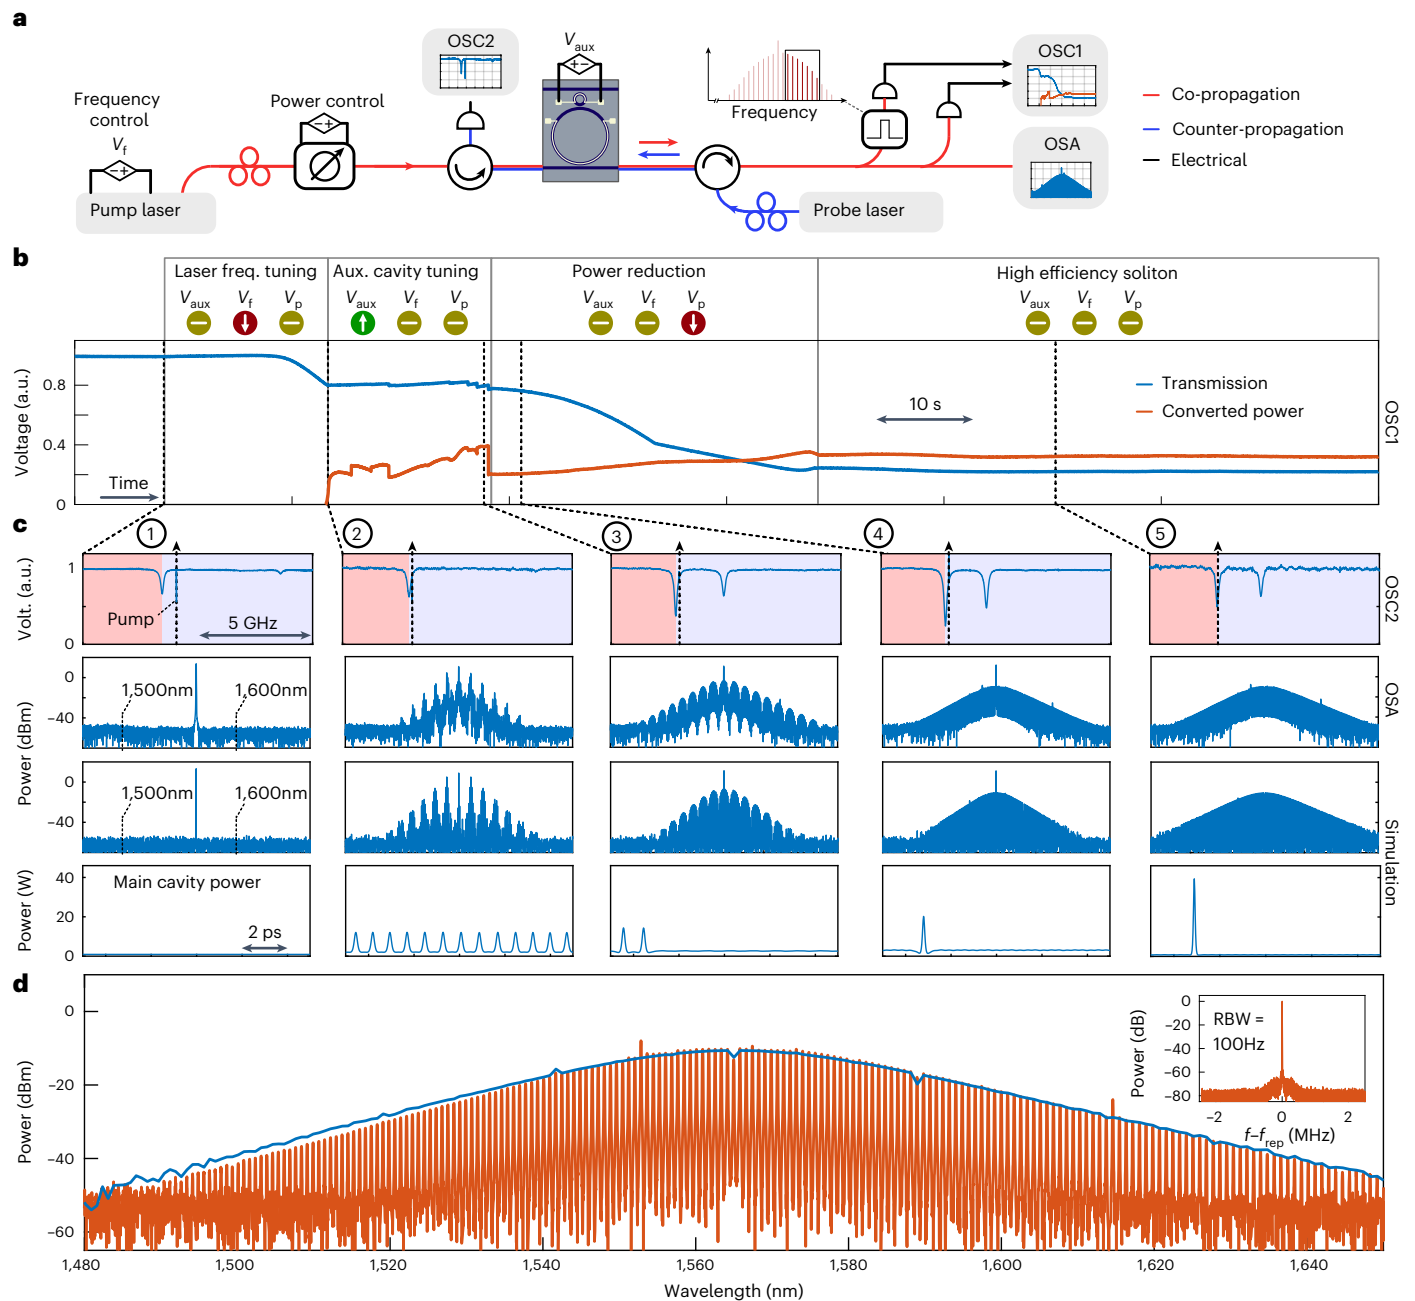 a
OSC2
V_aux
OSC1
Frequency
control
V_f
Power control
Frequency
Co-propagation
Counter-propagation
Electrical
OSA
Pump laser
Probe laser
b
Laser freq. tuning
Aux. cavity tuning
Power reduction
High efficiency soliton
V_aux V_f V_p
V_aux V_f V_p
V_aux V_f V_p
V_aux V_f V_p
Voltage (a.u.)
0.8
0.4
0
Transmission
Converted power
10 s
Time
OSC1
c
1
2
3
4
5
Volt. (a.u.)
1
0
Pump
5 GHz
OSC2
Power (dBm)
0
−40
1,500nm
1,600nm
OSA
0
−40
1,500nm
1,600nm
Simulation
Power (W)
40
20
0
Main cavity power
2 ps
d
Power (dBm)
0
−20
−40
−60
1,480
1,500
1,520
1,540
1,560
1,580
1,600
1,620
1,640
Wavelength (nm)
Power (dB)
0
−20
−40
−60
−80
RBW =
100Hz
−2
0
2
f−f_rep (MHz)